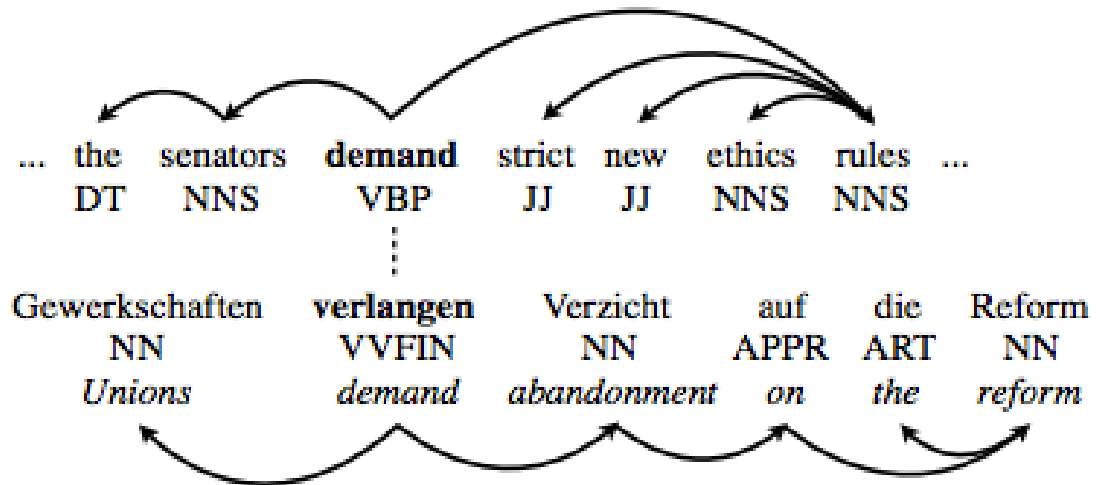 ... the senators demand strict new ethics rules ...
DT NNS VBP JJ JJ NNS NNS
Gewerkschaften verlangen Verzicht auf die Reform
NN VVFIN NN APPR ART NN
Unions demand abandonment on the reform